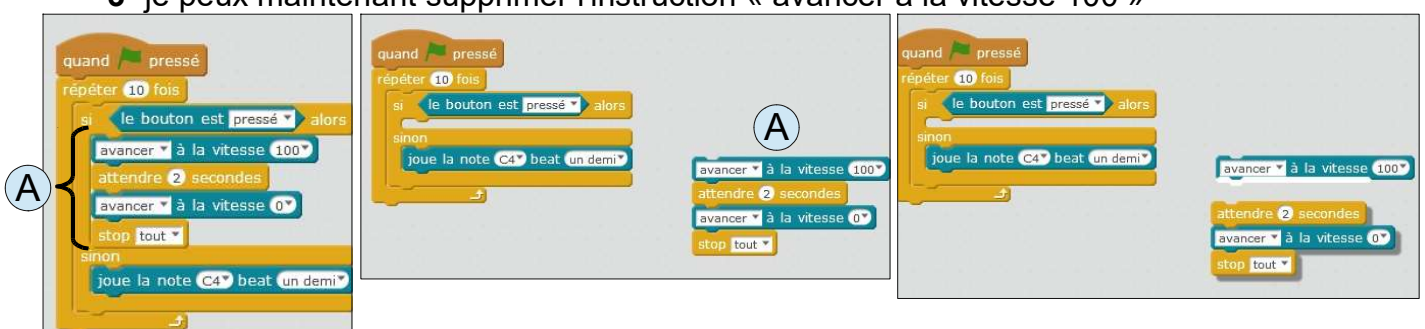 je peux maintenant supprimer l'instruction « avancer à la vitesse 100 »
quand pressé
répéter 10 fois
si le bouton est pressé alors
A
avancer à la vitesse 100
attendre 2 secondes
avancer à la vitesse 0
stop tout
sinon
joue la note C4 beat un demi
quand pressé
répéter 10 fois
si le bouton est pressé alors
sinon
joue la note C4 beat un demi
A
avancer à la vitesse 100
attendre 2 secondes
avancer à la vitesse 0
stop tout
quand pressé
répéter 10 fois
si le bouton est pressé alors
sinon
joue la note C4 beat un demi
avancer à la vitesse 100
attendre 2 secondes
avancer à la vitesse 0
stop tout